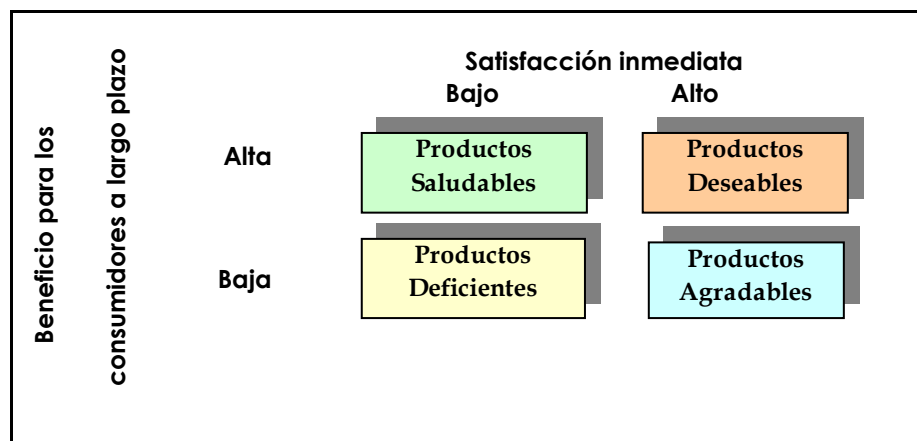 Beneficio para los
consumidores a largo plazo
Satisfacción inmediata
Bajo Alto
Alta
Productos
Saludables
Productos
Deseables
Baja
Productos
Deficientes
Productos
Agradables